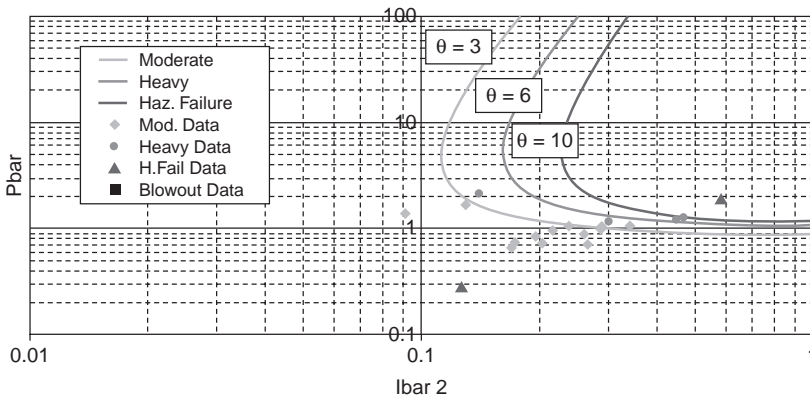 100
θ = 3
Moderate
Heavy
Haz. Failure
Mod. Data
Heavy Data
H.Fail Data
Blowout Data
θ = 6
10
θ = 10
Pbar
1
0.1
0.01
0.1
1
Ibar 2